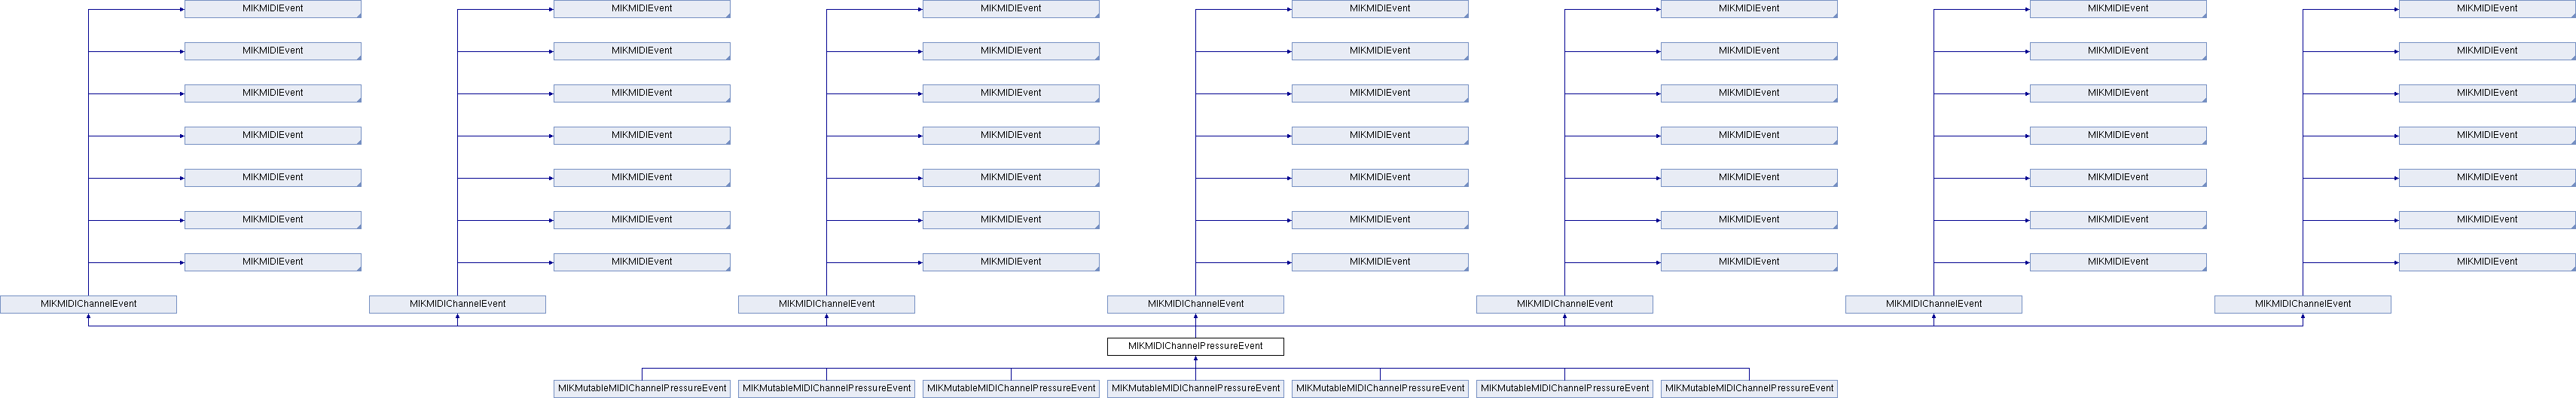 MIKMIDIEvent MIKMIDIEvent MIKMIDIEvent MIKMIDIEvent MIKMIDIEvent MIKMIDIEvent MIKMIDIEvent
MIKMIDIEvent MIKMIDIEvent MIKMIDIEvent MIKMIDIEvent MIKMIDIEvent MIKMIDIEvent MIKMIDIEvent
MIKMIDIEvent MIKMIDIEvent MIKMIDIEvent MIKMIDIEvent MIKMIDIEvent MIKMIDIEvent MIKMIDIEvent
MIKMIDIEvent MIKMIDIEvent MIKMIDIEvent MIKMIDIEvent MIKMIDIEvent MIKMIDIEvent MIKMIDIEvent
MIKMIDIEvent MIKMIDIEvent MIKMIDIEvent MIKMIDIEvent MIKMIDIEvent MIKMIDIEvent MIKMIDIEvent
MIKMIDIEvent MIKMIDIEvent MIKMIDIEvent MIKMIDIEvent MIKMIDIEvent MIKMIDIEvent MIKMIDIEvent
MIKMIDIEvent MIKMIDIEvent MIKMIDIEvent MIKMIDIEvent MIKMIDIEvent MIKMIDIEvent MIKMIDIEvent
MIKMIDIChannelEvent MIKMIDIChannelEvent MIKMIDIChannelEvent MIKMIDIChannelEvent MIKMIDIChannelEvent MIKMIDIChannelEvent MIKMIDIChannelEvent
MIKMIDIChannelPressureEvent
MIKMutableMIDIChannelPressureEvent MIKMutableMIDIChannelPressureEvent MIKMutableMIDIChannelPressureEvent MIKMutableMIDIChannelPressureEvent MIKMutableMIDIChannelPressureEvent MIKMutableMIDIChannelPressureEvent MIKMutableMIDIChannelPressureEvent